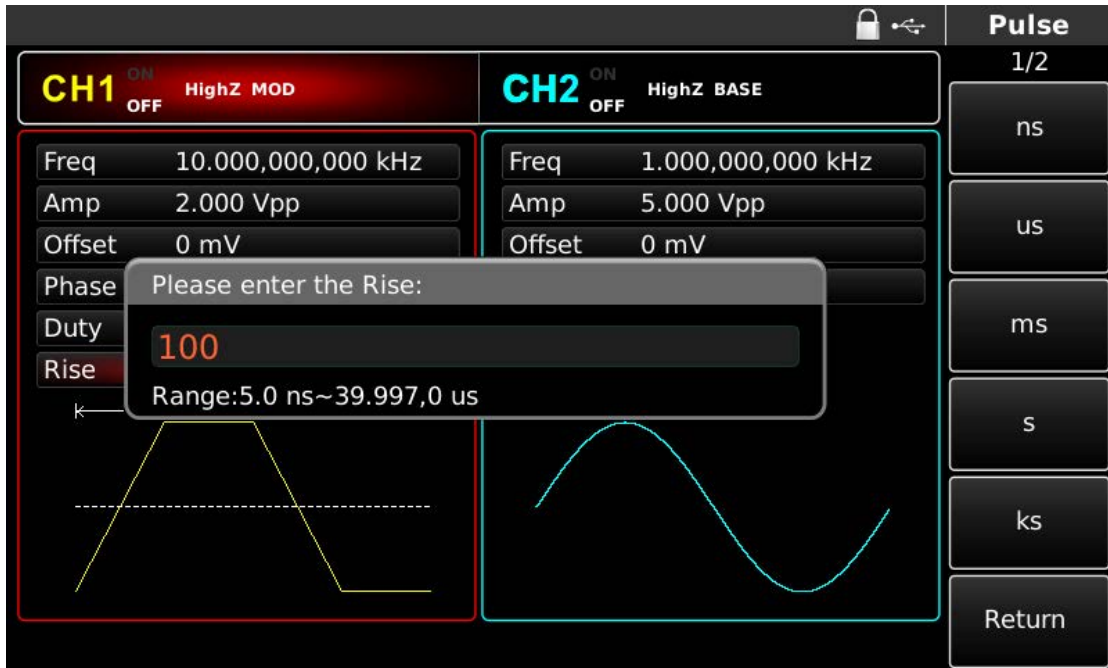 Pulse
1/2
CH1 ON OFF HighZ MOD
CH2 ON OFF HighZ BASE
Freq 10.000,000,000 kHz
Amp 2.000 Vpp
Offset 0 mV
Phase
Duty
Rise
Freq 1.000,000,000 kHz
Amp 5.000 Vpp
Offset 0 mV
Please enter the Rise:
100
Range:5.0 ns~39.997,0 us
ns
us
ms
s
ks
Return